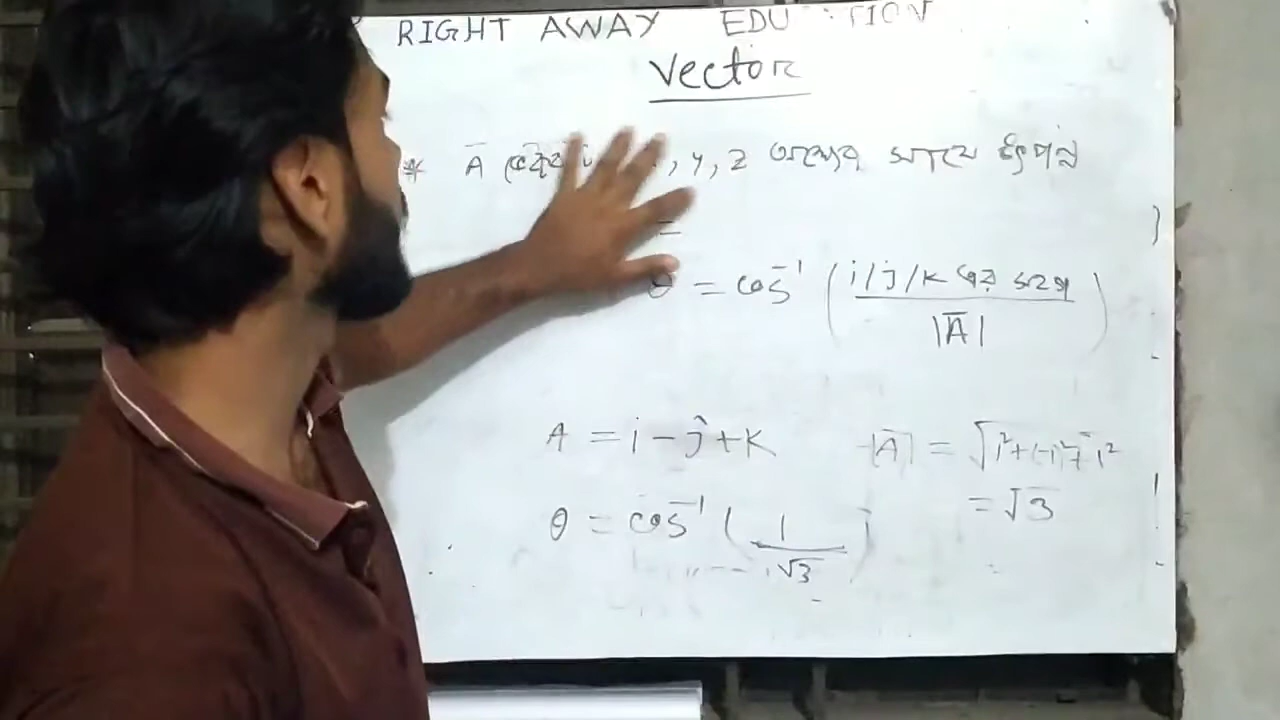 RIGHT AWAY EDU TION
Vector
* A̅ , y, z অক্ষের সাথে উৎপন্ন
θ = cos⁻¹ ( i/j/k এর সহগ / |A̅| )
A = i - ĵ + k |A̅| = √1²+(-1)²+1²
= √3
θ = cos⁻¹ ( 1 / √3 )